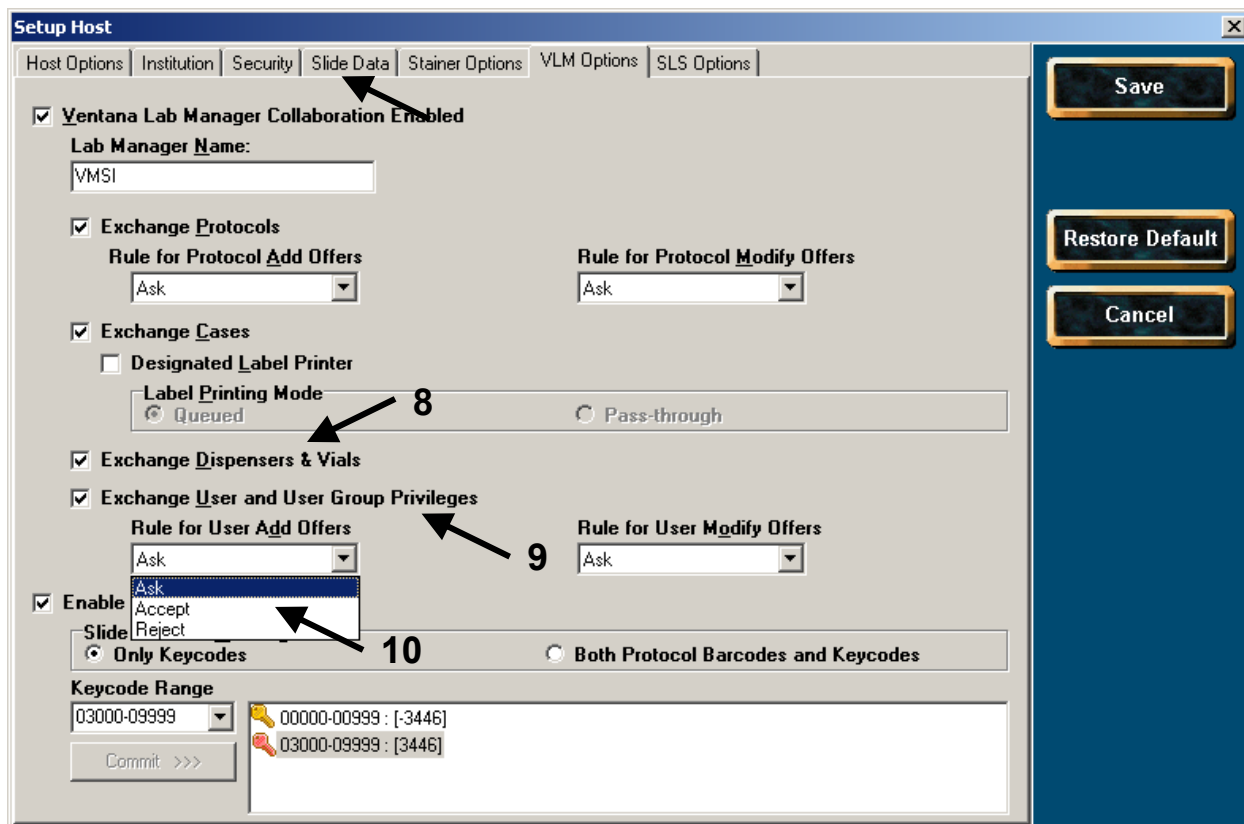 Setup Host
Host Options Institution Security Slide Data Stainer Options VLM Options SLS Options
Save
Ventana Lab Manager Collaboration Enabled
Lab Manager Name:
VMSI
Exchange Protocols
Restore Default
Rule for Protocol Add Offers Rule for Protocol Modify Offers
Ask Ask
Cancel
Exchange Cases
Designated Label Printer
Label Printing Mode
8
Queued Pass-through
Exchange Dispensers & Vials
Exchange User and User Group Privileges
Rule for User Add Offers Rule for User Modify Offers
9
Ask Ask
Ask
Accept
Reject
Enable
Slide
10
Only Keycodes Both Protocol Barcodes and Keycodes
Keycode Range
03000-09999 00000-00999 : [-3446]
03000-09999 : [3446]
Commit >>>